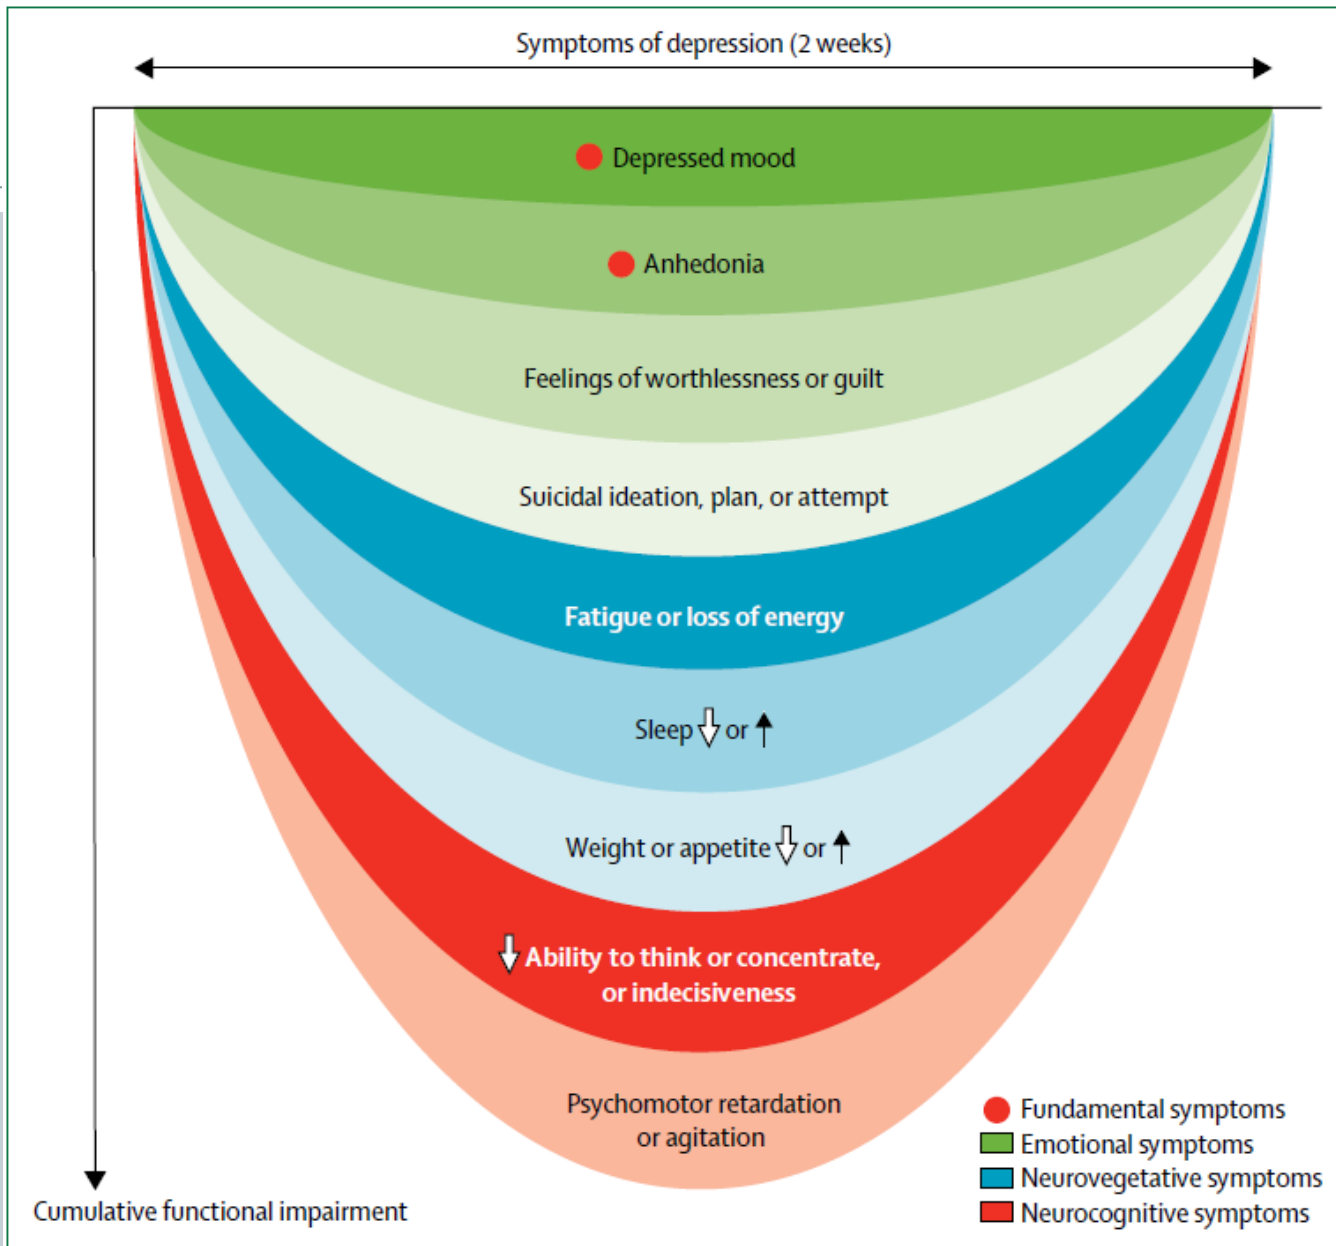 Symptoms of depression (2 weeks)
Depressed mood
Anhedonia
Feelings of worthlessness or guilt
Suicidal ideation, plan, or attempt
Fatigue or loss of energy
Sleep ⇩ or ↑
Weight or appetite ⇩ or ↑
⇩ Ability to think or concentrate,
or indecisiveness
Psychomotor retardation
or agitation
Cumulative functional impairment
Fundamental symptoms
Emotional symptoms
Neurovegetative symptoms
Neurocognitive symptoms